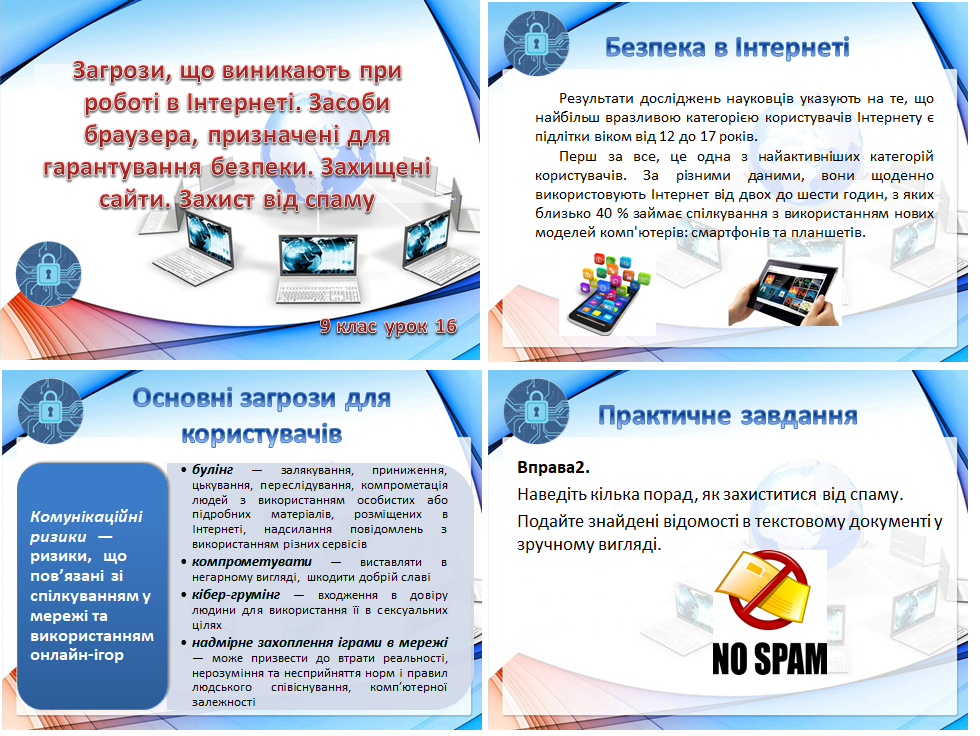 Загрози, що виникають при
роботі в Інтернеті. Засоби
браузера, призначені для
гарантування безпеки. Захищені
сайти. Захист від спаму
9 клас урок 16
Безпека в Інтернеті
Результати досліджень науковців указують на те, що
найбільш вразливою категорією користувачів Інтернету є
підлітки віком від 12 до 17 років.
Перш за все, це одна з найактивніших категорій
користувачів. За різними даними, вони щоденно
використовують Інтернет від двох до шести годин, з яких
близько 40 % займає спілкування з використанням нових
моделей комп'ютерів: смартфонів та планшетів.
Основні загрози для
користувачів
Комунікаційні
ризики —
ризики, що
пов’язані зі
спілкуванням у
мережі та
використанням
онлайн-ігор
• булінг — залякування, приниження,
цькування, переслідування, компрометація
людей з використанням особистих або
підробних матеріалів, розміщених в
Інтернеті, надсилання повідомлень з
використанням різних сервісів
• компрометувати — виставляти в
негарному вигляді, шкодити добрій славі
• кібер-грумінг — входження в довіру
людини для використання її в сексуальних
цілях
• надмірне захоплення іграми в мережі
— може призвести до втрати реальності,
нерозуміння та несприйняття норм і правил
людського співіснування, комп’ютерної
залежності
Практичне завдання
Вправа2.
Наведіть кілька порад, як захиститися від спаму.
Подайте знайдені відомості в текстовому документі у
зручному вигляді.
NO SPAM